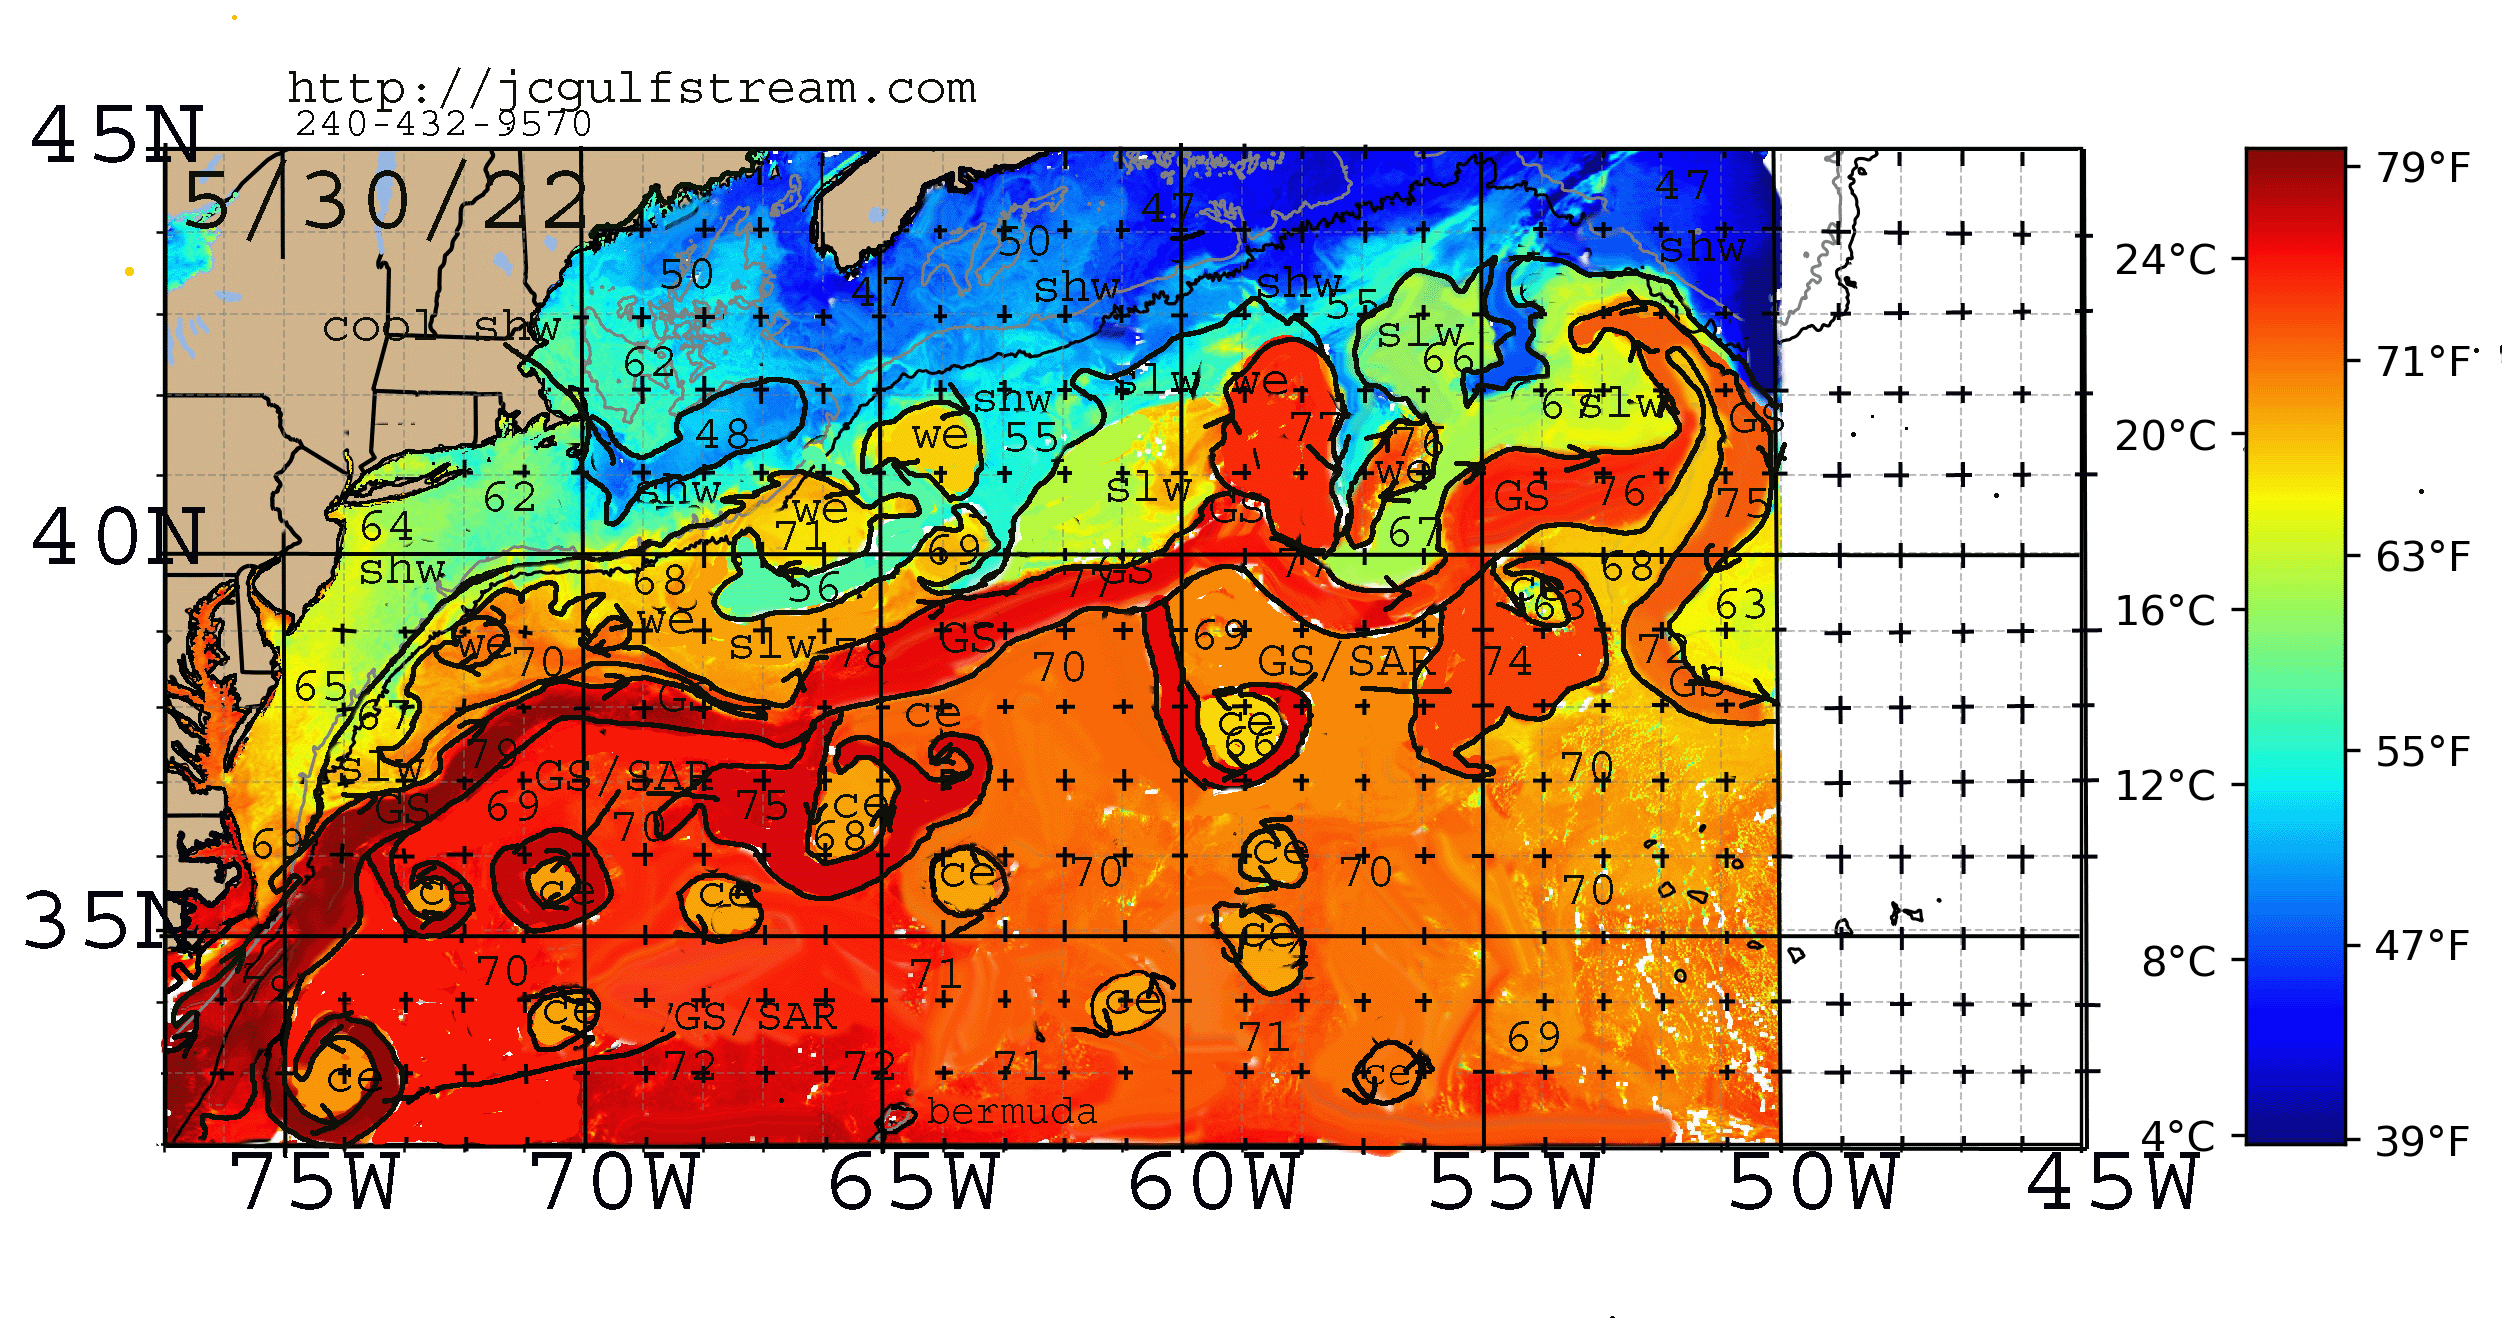 http://jcgulfstream.com
240-432-9570
45N
5/30/22
79°F
47
47
50
shw
24°C
50
47
shw
shw
55
cool shw
slw
66
71°F
62
we
slw
shw
67
slw
GS
48
we
55
77
76
20°C
we
shw
slw
GS
76
75
62
we
71
GS
67
40N
64
69
63°F
shw
68
56
77
GS
77
ce
63
68
63
16°C
we
we
slw
GS
69
70
78
70
GS/SAR
74
72
65
GS
67
ce
ce
66
55°F
79
slw
GS/SAR
70
12°C
GS
69
70
75
ce
68
69
ce
ce
ce
ce
ce
70
70
70
35N
ce
47°F
8°C
70
71
79
ce
ce
GS/SAR
71
69
ce
72
72
71
ce
bermuda
4°C
39°F
75W
70W
65W
60W
55W
50W
45W